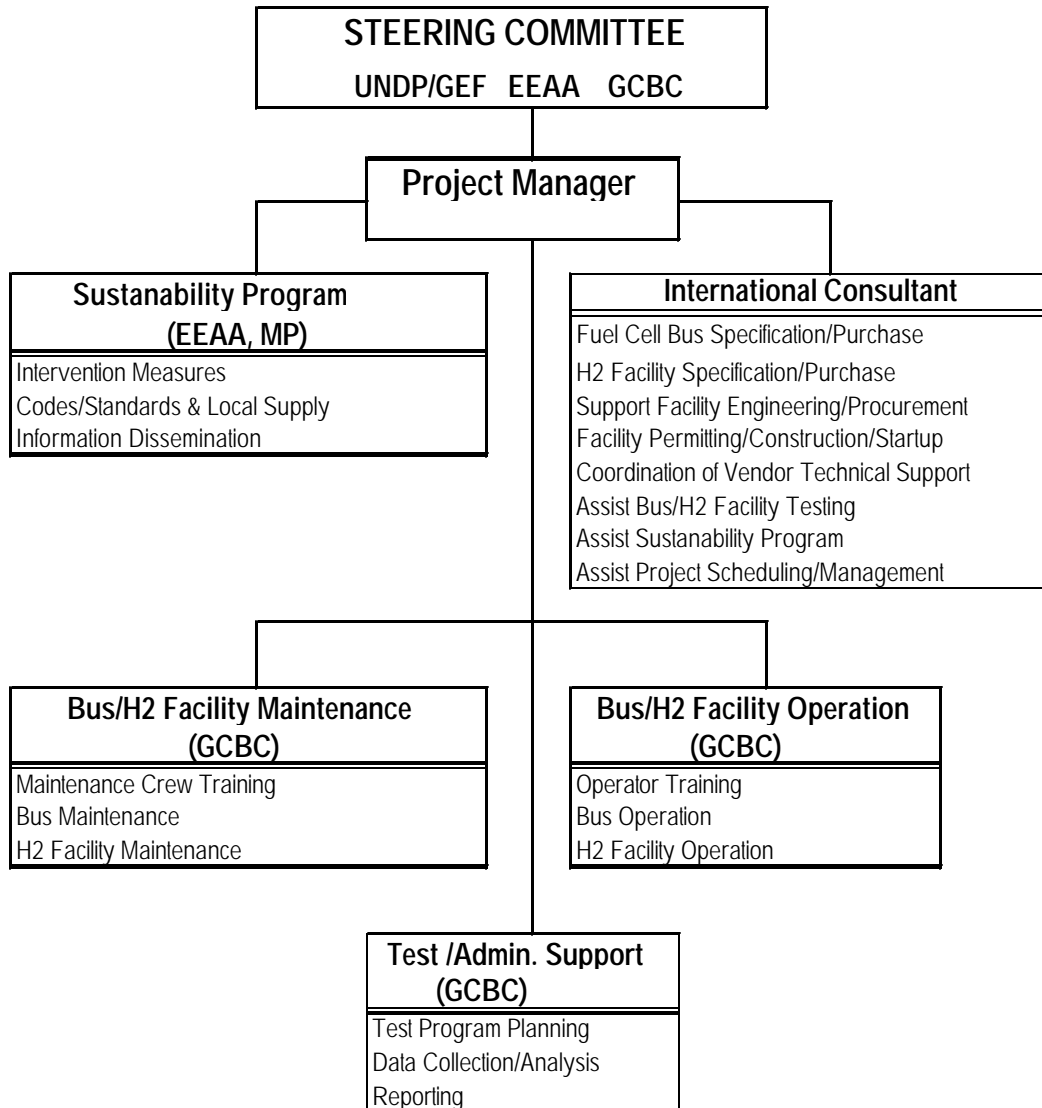 STEERING COMMITTEE
UNDP/GEF EEAA GCBC
Project Manager
Sustanability Program
(EEAA, MP)
Intervention Measures
Codes/Standards & Local Supply
Information Dissemination
International Consultant
Fuel Cell Bus Specification/Purchase
H2 Facility Specification/Purchase
Support Facility Engineering/Procurement
Facility Permitting/Construction/Startup
Coordination of Vendor Technical Support
Assist Bus/H2 Facility Testing
Assist Sustanability Program
Assist Project Scheduling/Management
Bus/H2 Facility Maintenance
(GCBC)
Maintenance Crew Training
Bus Maintenance
H2 Facility Maintenance
Bus/H2 Facility Operation
(GCBC)
Operator Training
Bus Operation
H2 Facility Operation
Test /Admin. Support
(GCBC)
Test Program Planning
Data Collection/Analysis
Reporting